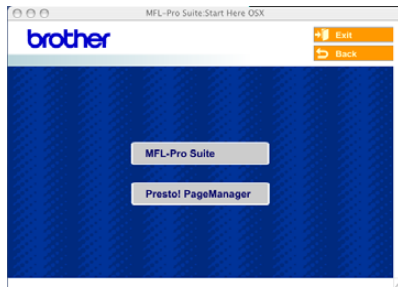 MFL-Pro Suite:Start Here OSX
brother
Exit
Back
MFL-Pro Suite
Presto! PageManager